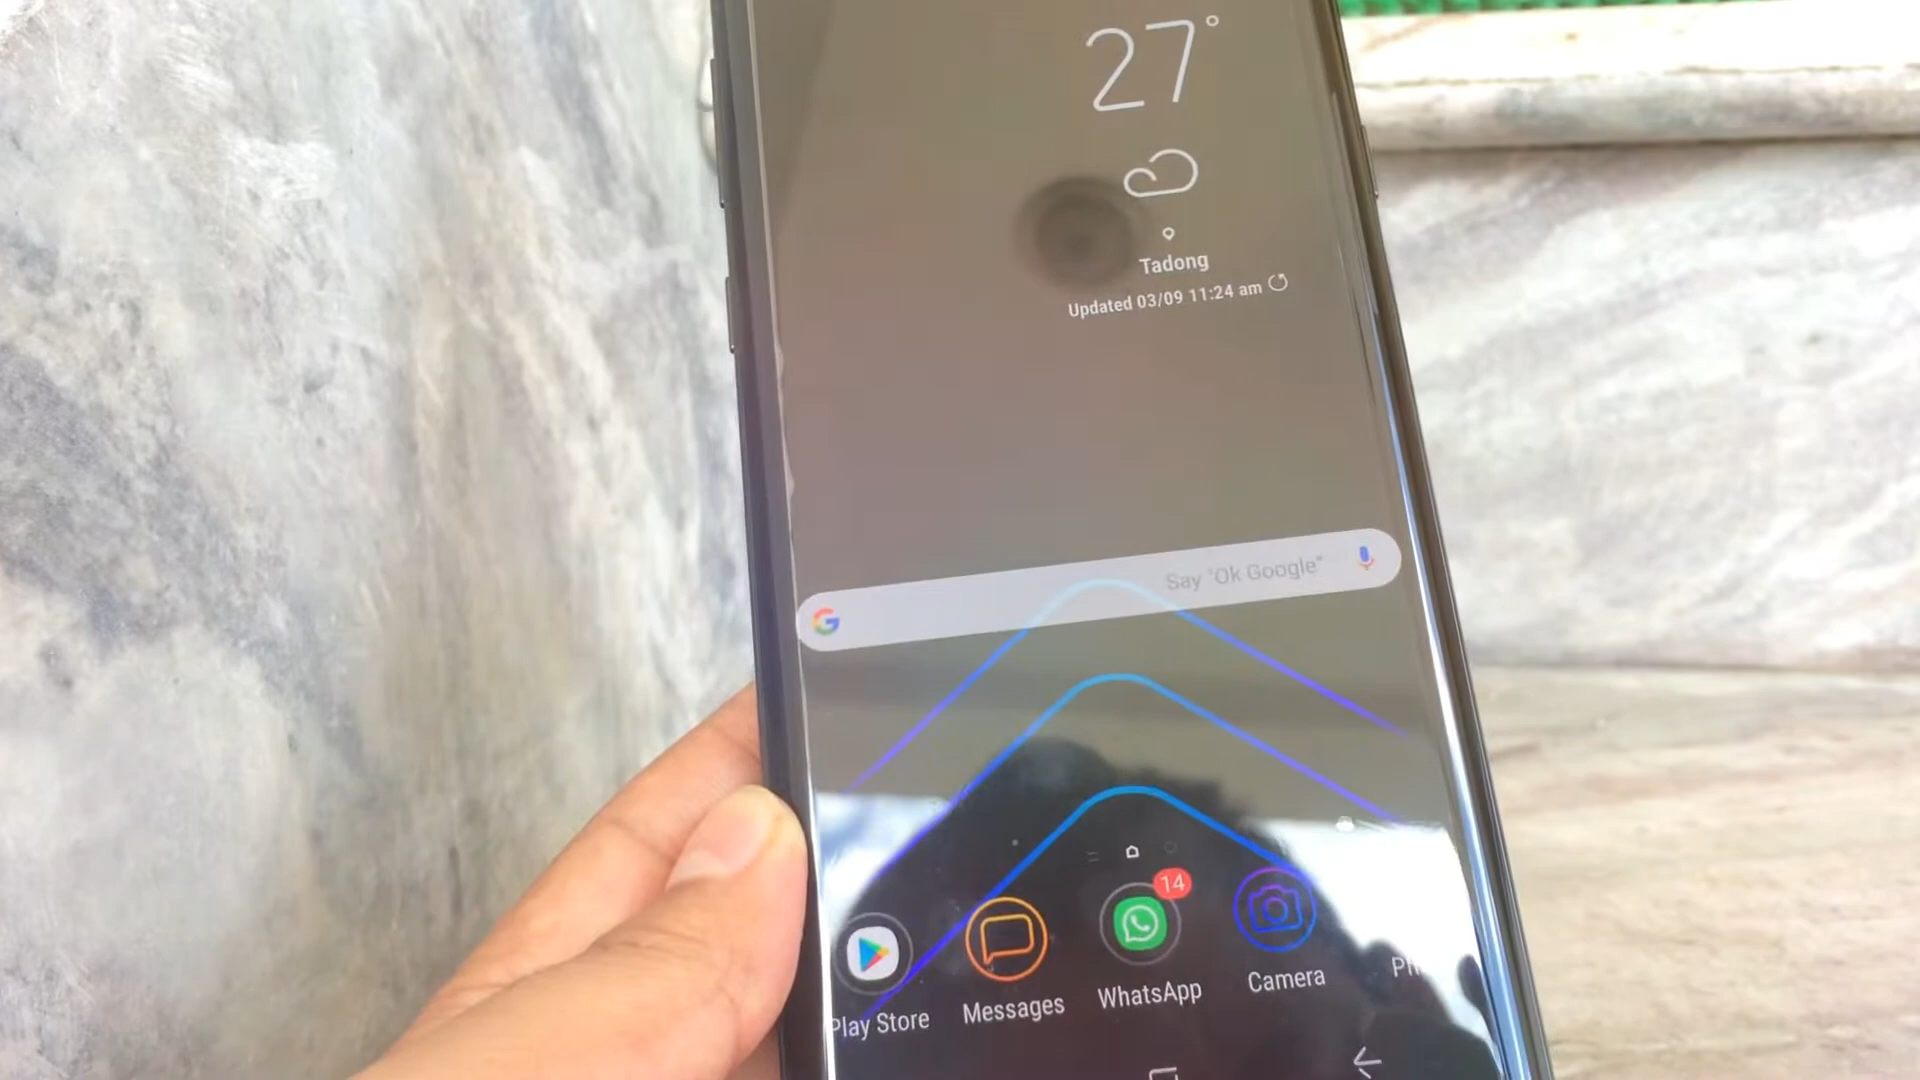 27°
Tadong
Updated 03/09 11:24 am
Say "Ok Google"
14
Play Store
Messages
WhatsApp
Camera